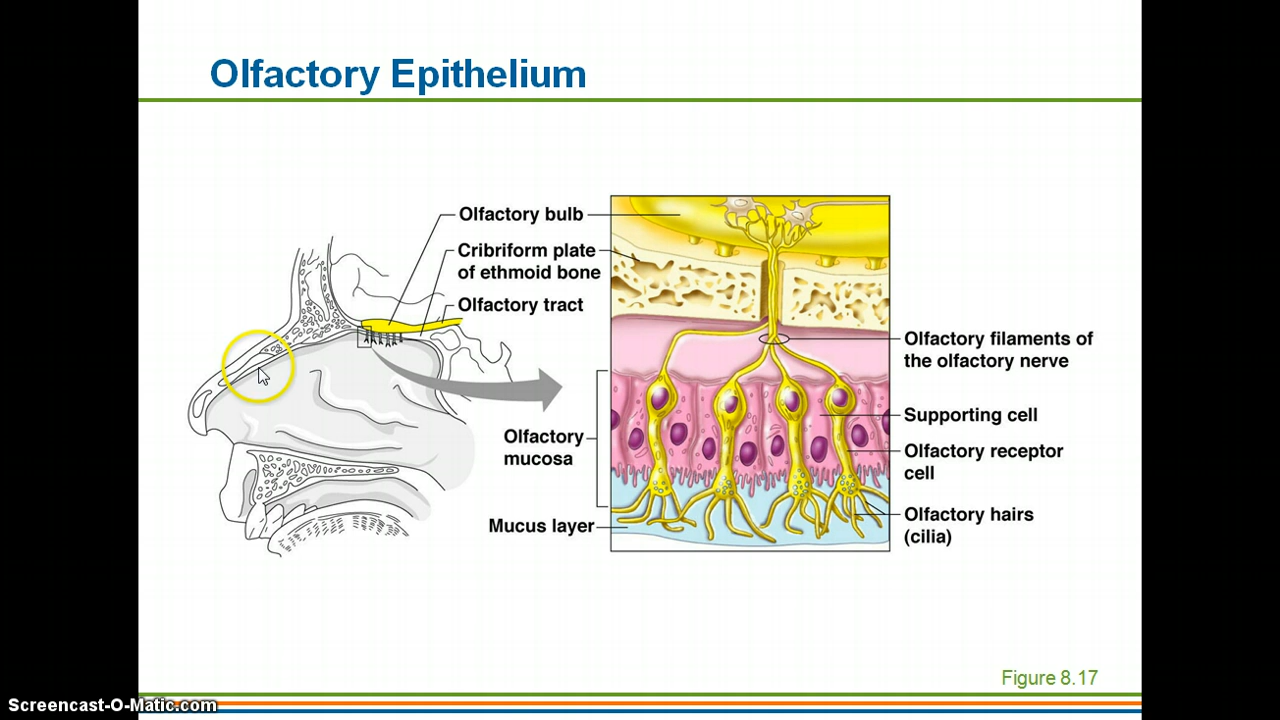 Olfactory Epithelium
Olfactory bulb
Cribriform plate
of ethmoid bone
Olfactory tract
Olfactory
mucosa
Mucus layer
Olfactory filaments of
the olfactory nerve
Supporting cell
Olfactory receptor
cell
Olfactory hairs
(cilia)
Figure 8.17
Screencast-O-Matic.com